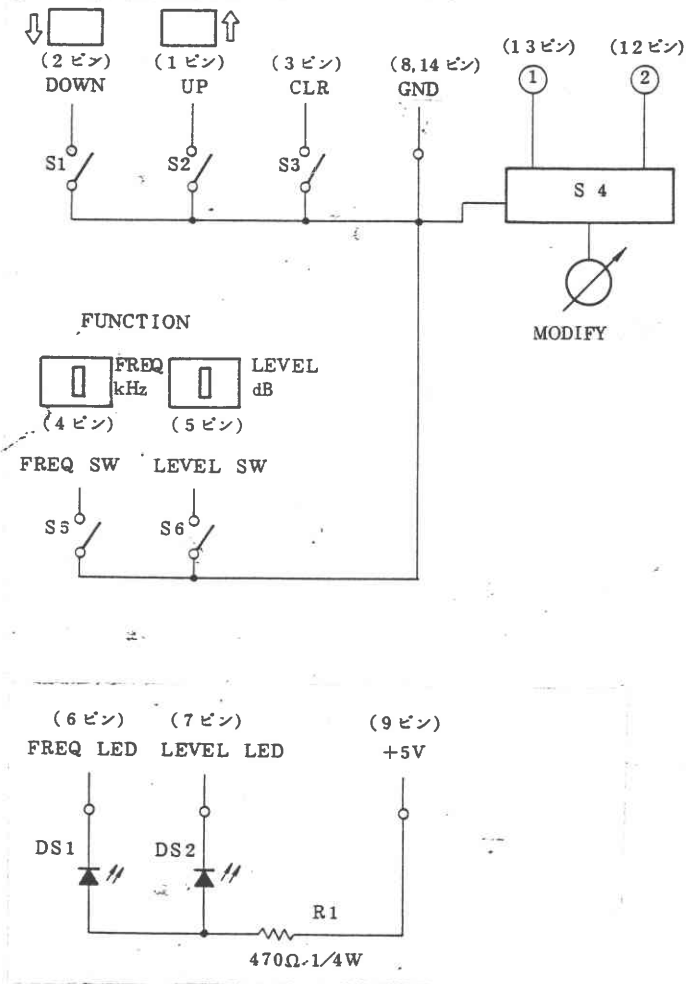 (2ピン) (1ピン) (3ピン) (8,14ピン) (13ピン) (12ピン)
DOWN UP CLR GND 1 2
S1 S2 S3 S4
MODIFY
FUNCTION
FREQ LEVEL
kHz dB
(4ピン) (5ピン)
FREQ SW LEVEL SW
S5 S6
(6ピン) (7ピン) (9ピン)
FREQ LED LEVEL LED +5V
DS1 DS2
R1
470Ω 1/4W